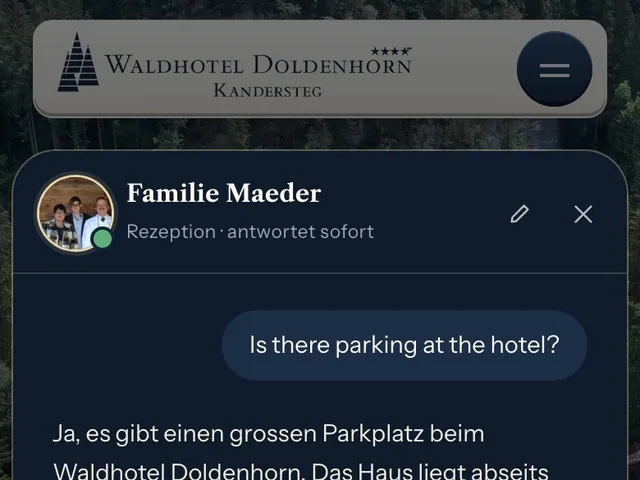 ★★★★
WALDHOTEL DOLDENHORN
KANDERSTEG
Familie Maeder
Rezeption · antwortet sofort
Is there parking at the hotel?
Ja, es gibt einen grossen Parkplatz beim
Waldhotel Doldenhorn. Das Haus liegt abseits